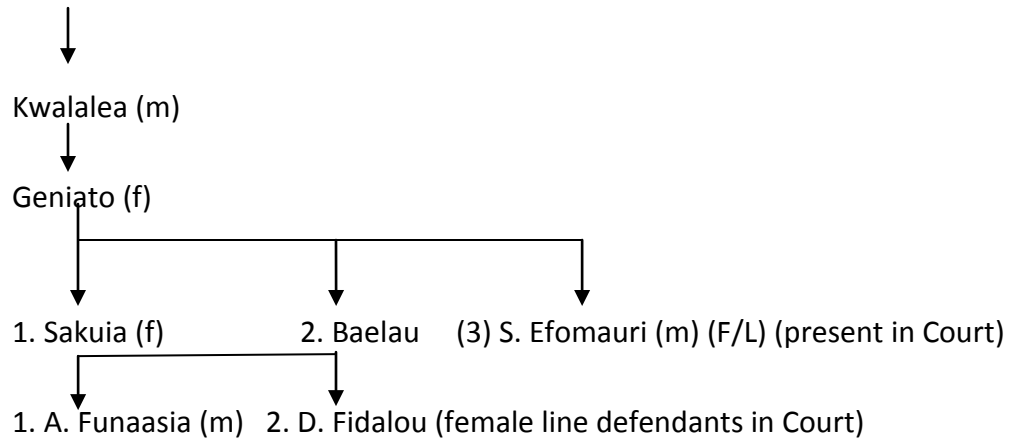 Kwalalea (m)
Geniato (f)
1. Sakuia (f) 2. Baelau (3) S. Efomauri (m) (F/L) (present in Court)
1. A. Funaasia (m) 2. D. Fidalou (female line defendants in Court)